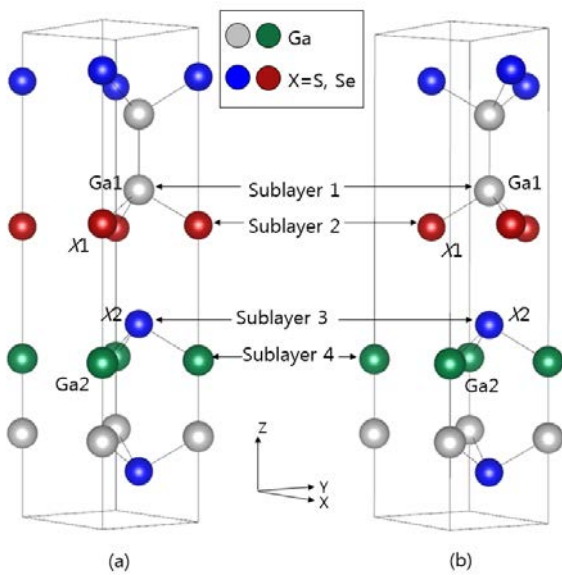 Ga
X=S, Se
Ga1
Sublayer 1
Ga1
Sublayer 2
X1
X1
X2
Sublayer 3
X2
Sublayer 4
Ga2
Ga2
Z
Y
X
(a)
(b)